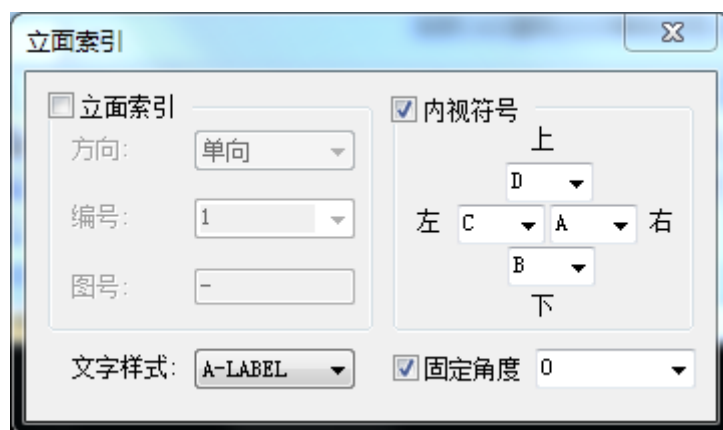 立面索引
立面索引
方向: 单向
编号: 1
图号: -
内视符号
上
D
左 C A 右
B
下
文字样式: A-LABEL
固定角度 0